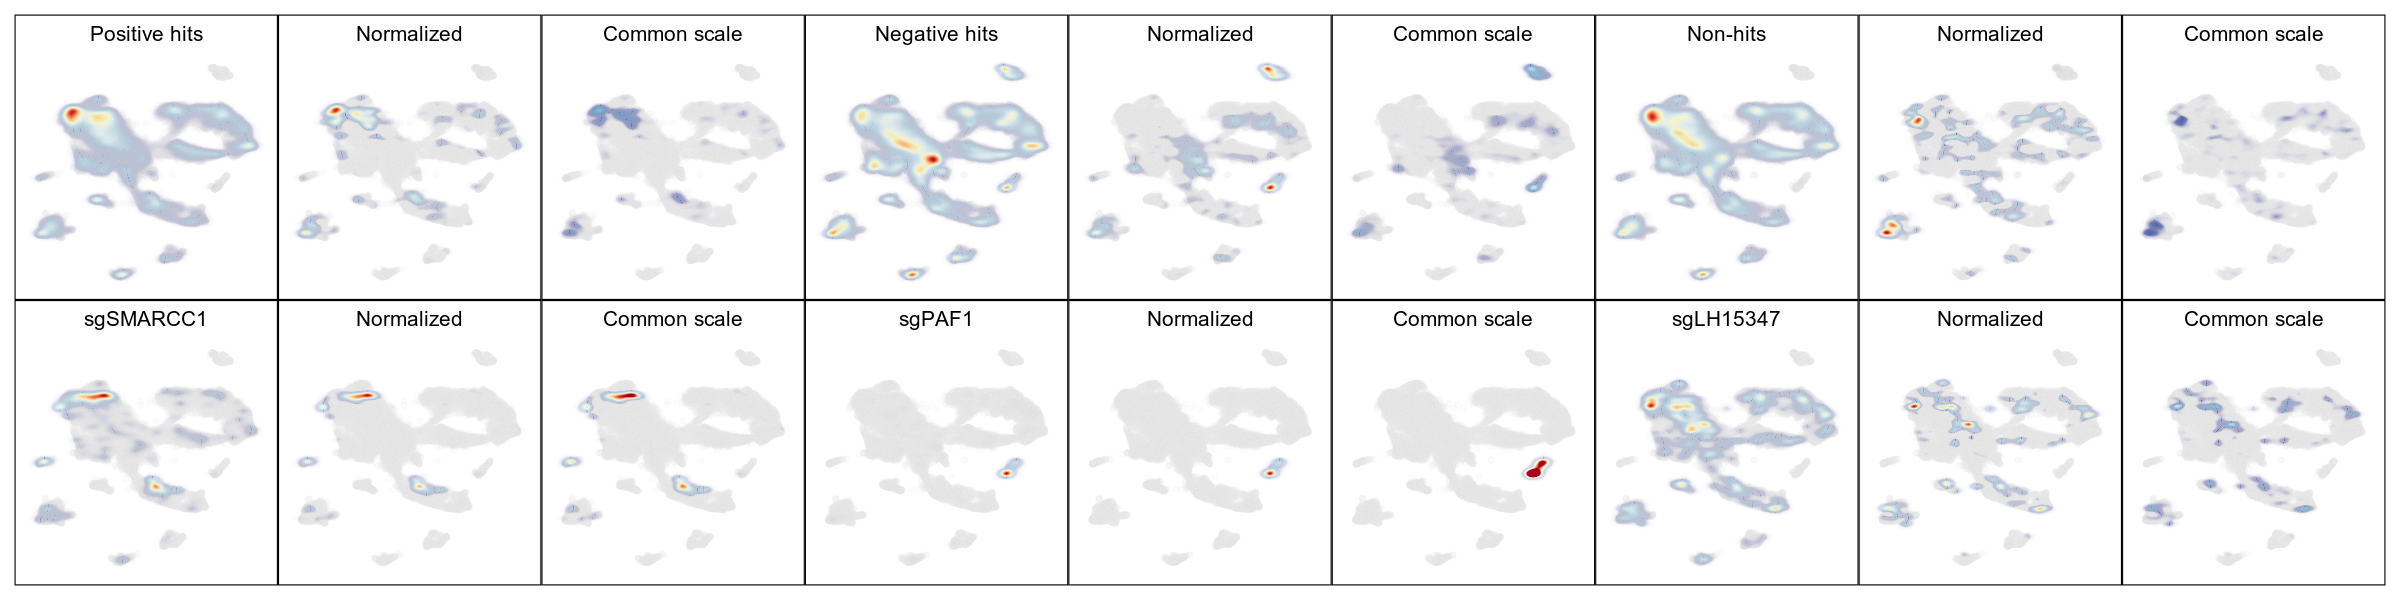 Positive hits
Normalized
Common scale
Negative hits
Normalized
Common scale
Non-hits
Normalized
Common scale
sgSMARCC1
Normalized
Common scale
sgPAF1
Normalized
Common scale
sgLH15347
Normalized
Common scale